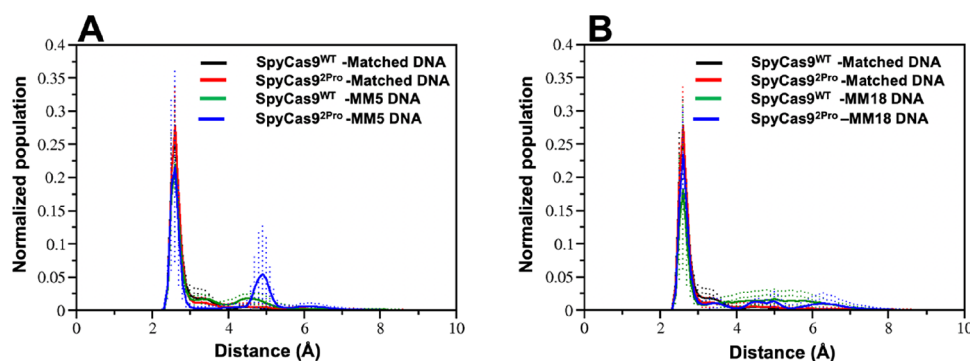 A
Normalized population
0.4
0.35
0.3
0.25
0.2
0.15
0.1
0.05
0
0 2 4 6 8 10
Distance (Å)
SpyCas9ᵂᵀ -Matched DNA
SpyCas9²ᴾʳᵒ -Matched DNA
SpyCas9ᵂᵀ -MM5 DNA
SpyCas9²ᴾʳᵒ -MM5 DNA
B
Normalized population
0.4
0.35
0.3
0.25
0.2
0.15
0.1
0.05
0
0 2 4 6 8 10
Distance (Å)
SpyCas9ᵂᵀ -Matched DNA
SpyCas9²ᴾʳᵒ -Matched DNA
SpyCas9ᵂᵀ -MM18 DNA
SpyCas9²ᴾʳᵒ –MM18 DNA